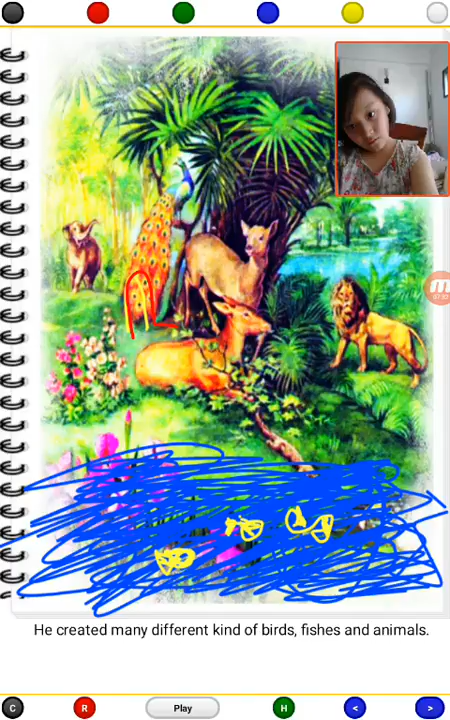 He created many different kind of birds, fishes and animals.
C
R
Play
H
<
>